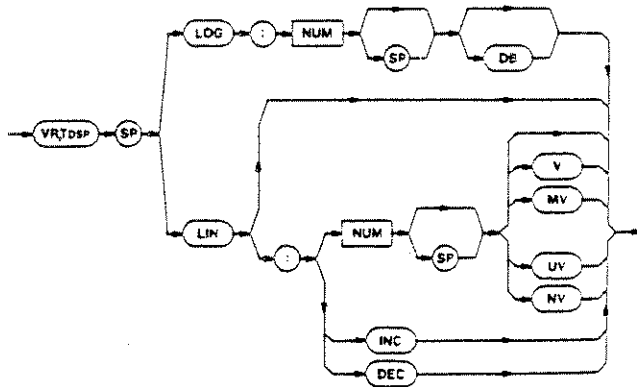 LOG : NUM SP DB
VRTDSP SP
V
MV
LIN : NUM SP
UV
NV
INC
DEC